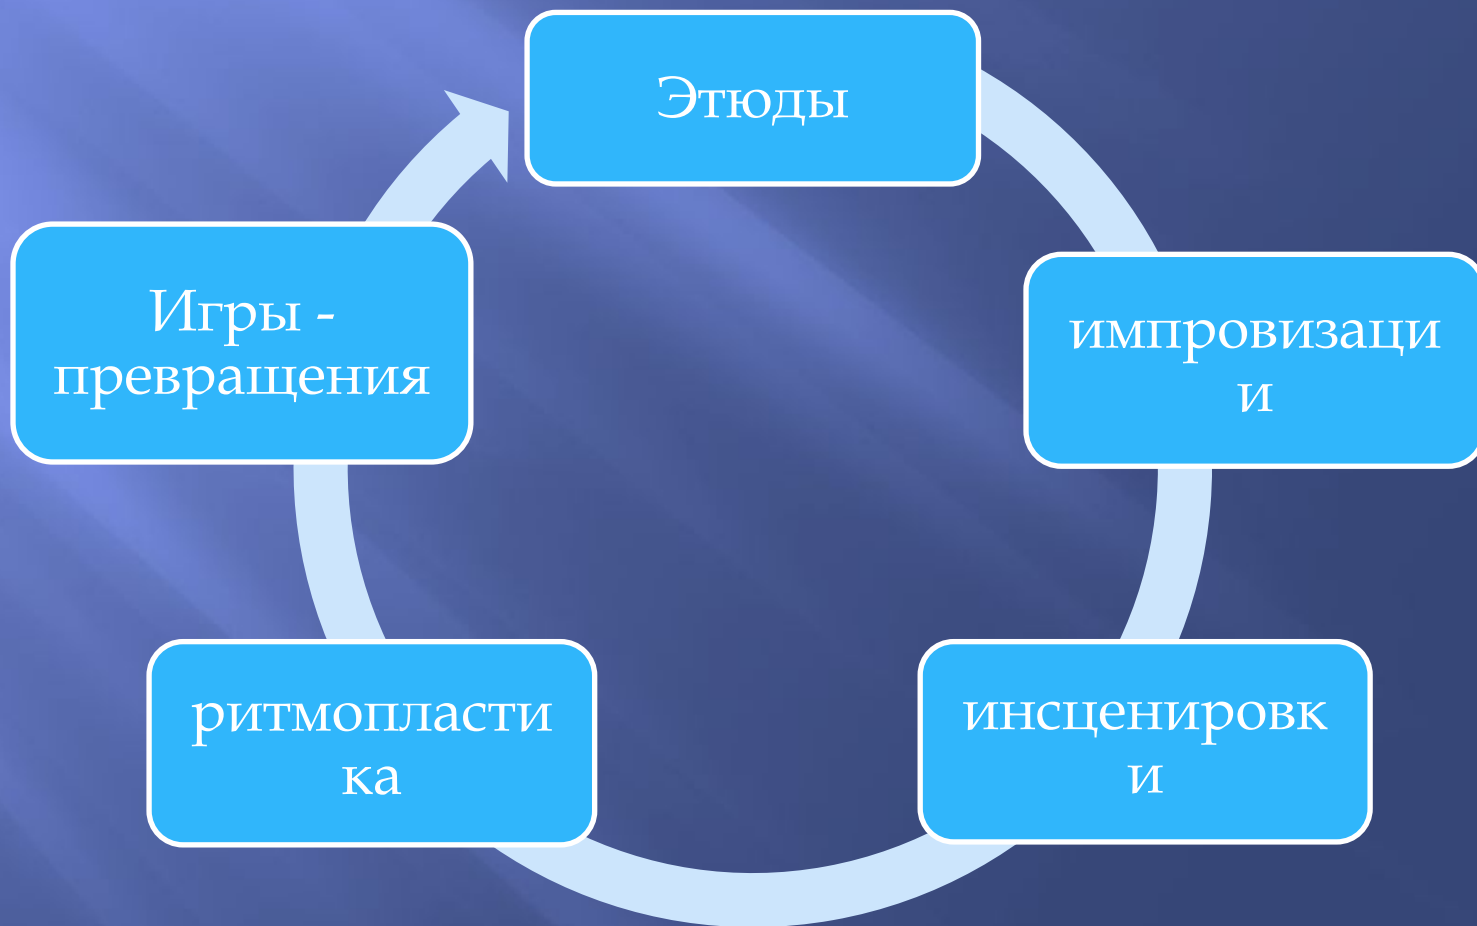 Этюды
импровизаци
и
инсценировк
и
ритмопласти
ка
Игры -
превращения